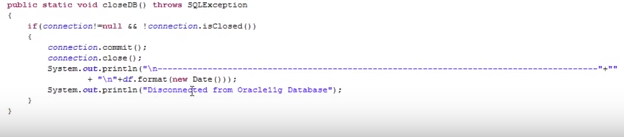 public static void closeDB() throws SQLException
{
if(connection!=null && !connection.isClosed())
{
connection.commit();
connection.close();
System.out.println("\n------------------------------------------------------------------------------------"+""
+ "\n"+df.format(new Date()));
System.out.println("Disconnected from Oracle11g Database");
}
}